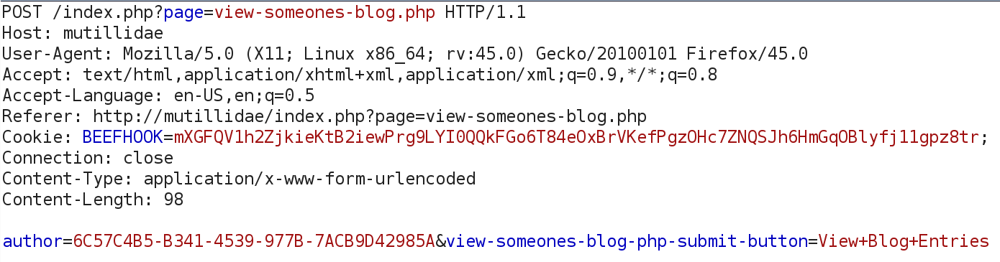 POST /index.php?page=view-someones-blog.php HTTP/1.1
Host: mutillidae
User-Agent: Mozilla/5.0 (X11; Linux x86_64; rv:45.0) Gecko/20100101 Firefox/45.0
Accept: text/html,application/xhtml+xml,application/xml;q=0.9,*/*;q=0.8
Accept-Language: en-US,en;q=0.5
Referer: http://mutillidae/index.php?page=view-someones-blog.php
Cookie: BEEFHOOK=mXGFQV1h2ZjkieKtB2iewPrg9LYI0QQkFGo6T84eOxBrVKefPgzOHc7ZNQSJh6HmGqOBlyfj11gpz8tr;
Connection: close
Content-Type: application/x-www-form-urlencoded
Content-Length: 98
author=6C57C4B5-B341-4539-977B-7ACB9D42985A&view-someones-blog-php-submit-button=View+Blog+Entries